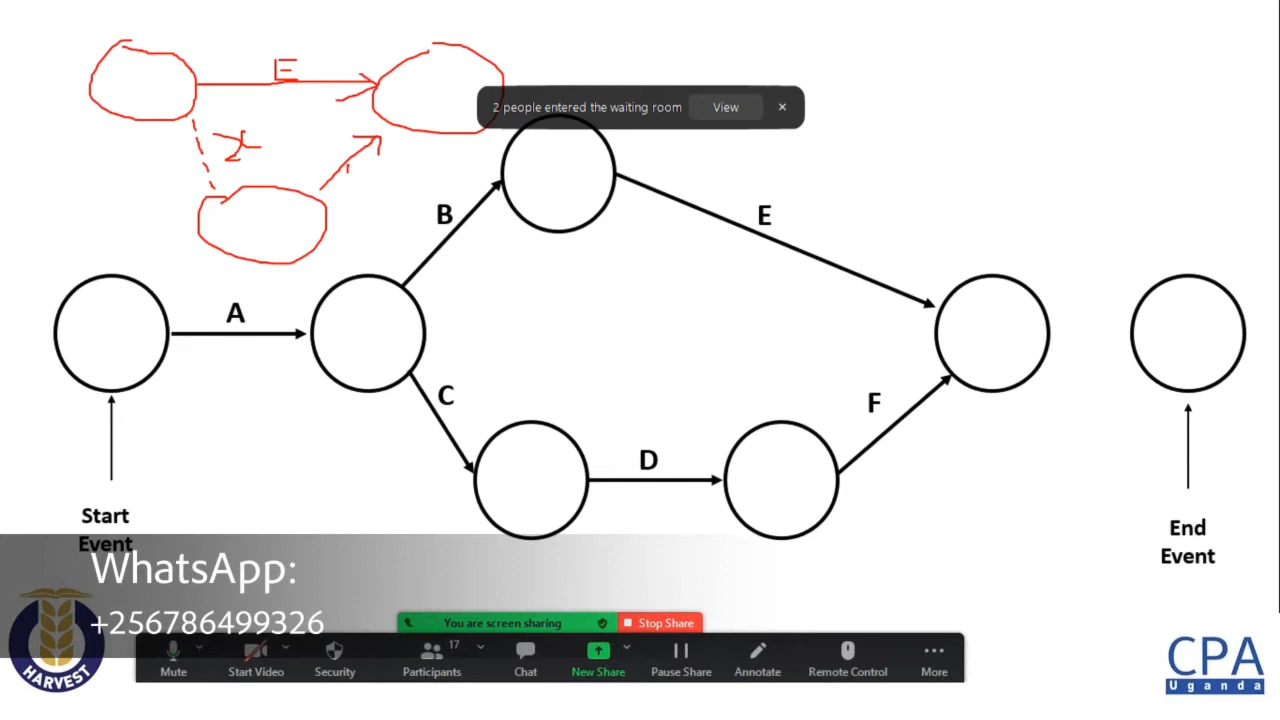 E
2 people entered the waiting room
View
×
x
B
E
A
C
F
D
Start
Event
End
Event
WhatsApp:
+256786499326
HARVEST
You are screen sharing
Stop Share
Mute
Start Video
Security
17
Participants
Chat
New Share
Pause Share
Annotate
Remote Control
More
CPA
Uganda